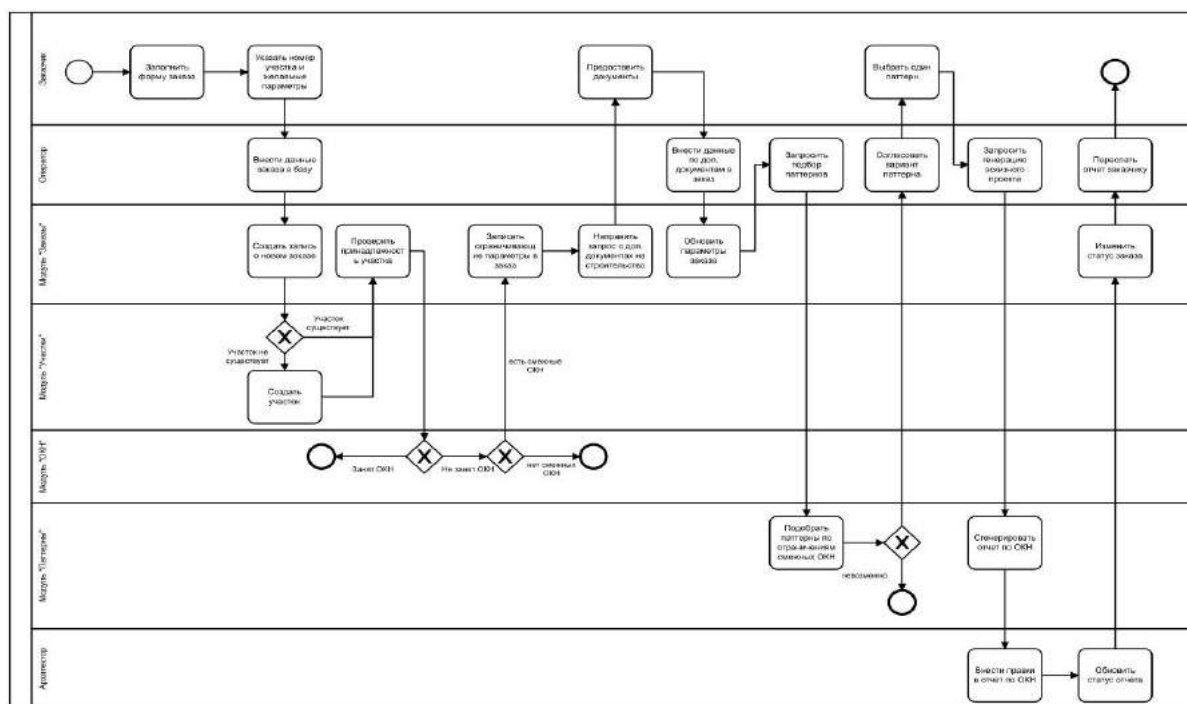 Заказчик
Заполнить
форму заказа
Указать номер
участка и
желаемые
параметры
Предоставить
документы
Выбрать один
паттерн
Оператор
Внести данные
заказа в базу
Внести данные
по доп.
документам в
заказ
Запросить
подбор
паттернов
Согласовать
вариант
паттерна
Запросить
генерацию
эскизного
проекта
Переслать
отчет заказчику
Модуль "Заказы"
Создать запись
о новом заказе
Проверить
принадлежност
ь участка
Записать
ограничивающ
ие параметры в
заказ
Направить
запрос о доп.
документах на
строительство
Обновить
параметры
заказа
Изменить
статус заказа
Модуль "Участки"
Участок
существует
Участок не
существует
Создать
участок
есть смежные
ОКН
Модуль "ОКН"
Занят ОКН
Не занят ОКН
нет смежных
ОКН
Модуль "Паттерны"
Подобрать
паттерны по
ограничениям
смежных ОКН
невозможно
Сгенерировать
отчет по ОКН
Архитектор
Внести правки
в отчет по ОКН
Обновить
статус отчета